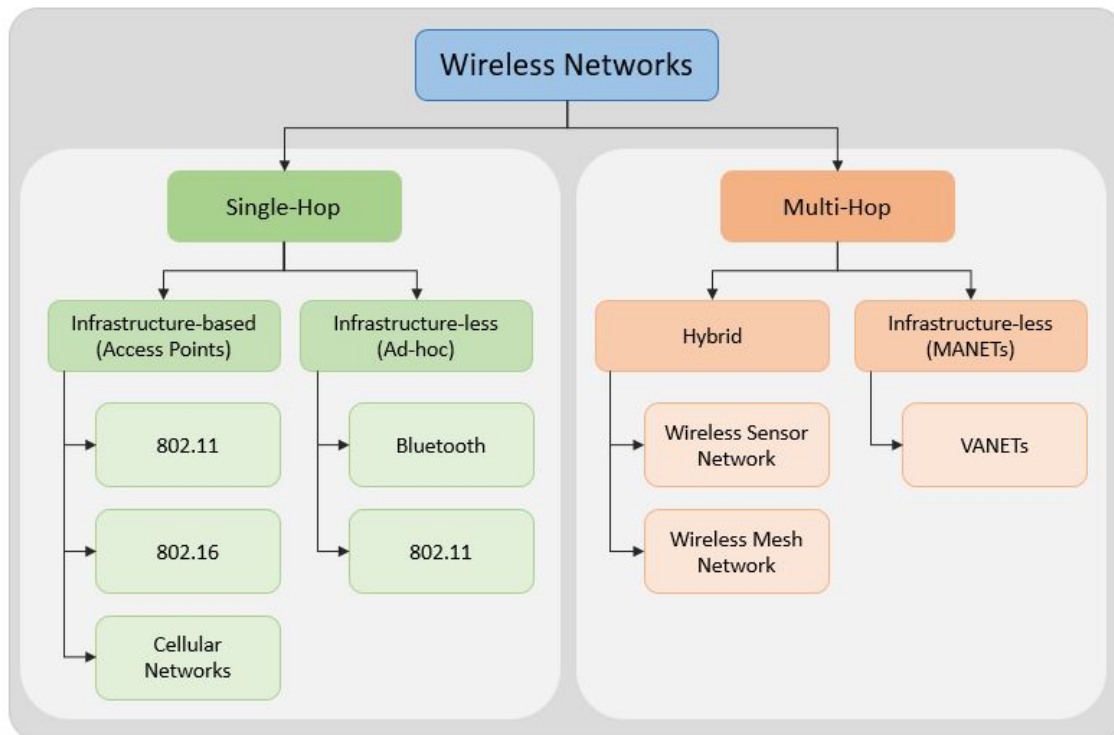 Wireless Networks
Single-Hop
Multi-Hop
Infrastructure-based
(Access Points)
Infrastructure-less
(Ad-hoc)
Hybrid
Infrastructure-less
(MANETs)
802.11
Bluetooth
Wireless Sensor
Network
VANETs
802.16
802.11
Wireless Mesh
Network
Cellular
Networks